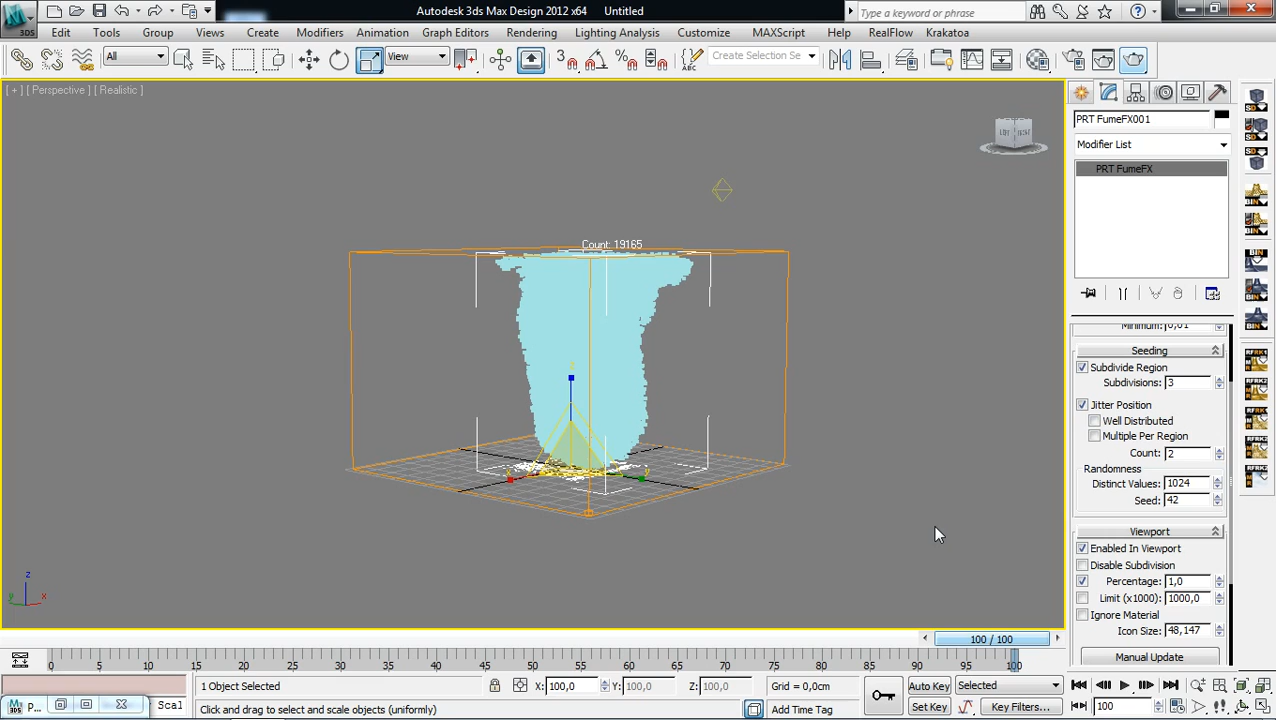 Autodesk 3ds Max Design 2012 x64 Untitled
Type a keyword or phrase
3DS
Edit Tools Group Views Create Modifiers Animation Graph Editors Rendering Lighting Analysis Customize MAXScript Help RealFlow Krakatoa
All View Create Selection Se
[ + ] [ Perspective ] [ Realistic ]
PRT FumeFX001
Modifier List
PRT FumeFX
Count: 19165
Minimum: 0,01
Seeding
Subdivide Region
Subdivisions: 3
Jitter Position
Well Distributed
Multiple Per Region
Count: 2
Randomness
Distinct Values: 1024
Seed: 42
Viewport
Enabled In Viewport
Disable Subdivision
Percentage: 1,0
Limit (x1000) 1000,0
Ignore Material
Icon Size: 48,147
Manual Update
z
y x
100 / 100
0 5 10 15 20 25 30 35 40 45 50 55 60 65 70 75 80 85 90 95 100
1 Object Selected X: 100,0 Y: 100,0 Z: 100,0 Grid = 0,0cm Auto Key Selected
P... Scal Click and drag to select and scale objects (uniformly) Add Time Tag Set Key Key Filters... 100